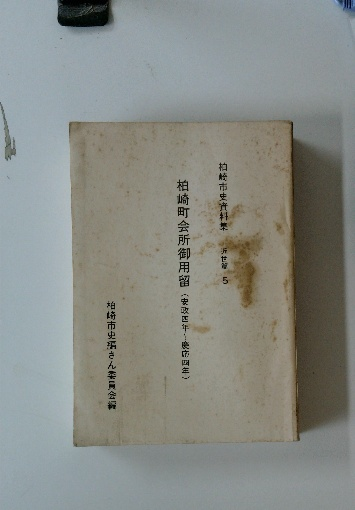 柏崎市史資料集 近世篇 5
柏崎町会所御用留(安政四年~慶応四年)
柏崎市史編さん委員会編